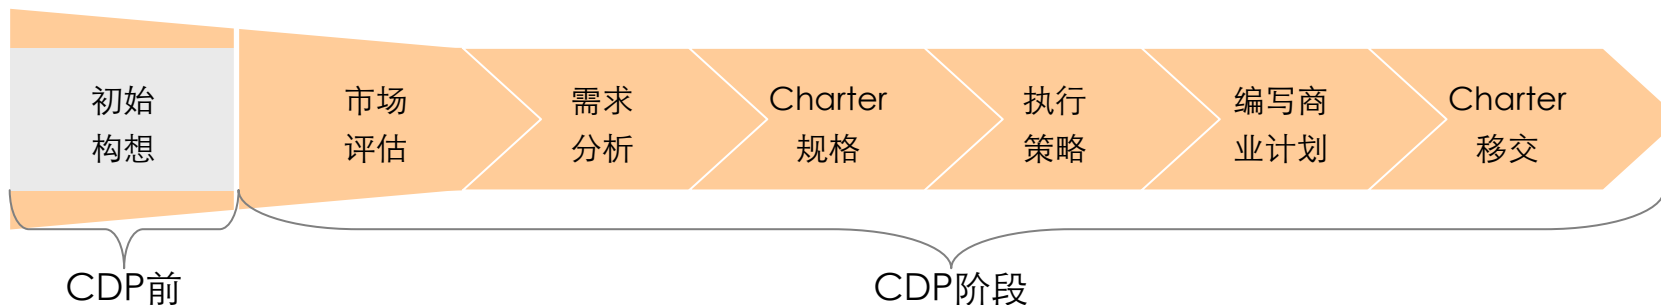 初始
构想
市场
评估
需求
分析
Charter
规格
执行
策略
编写商
业计划
Charter
移交
CDP前
CDP阶段